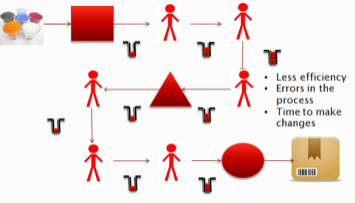 • Less efficiency
• Errors in the
process
• Time to make
changes